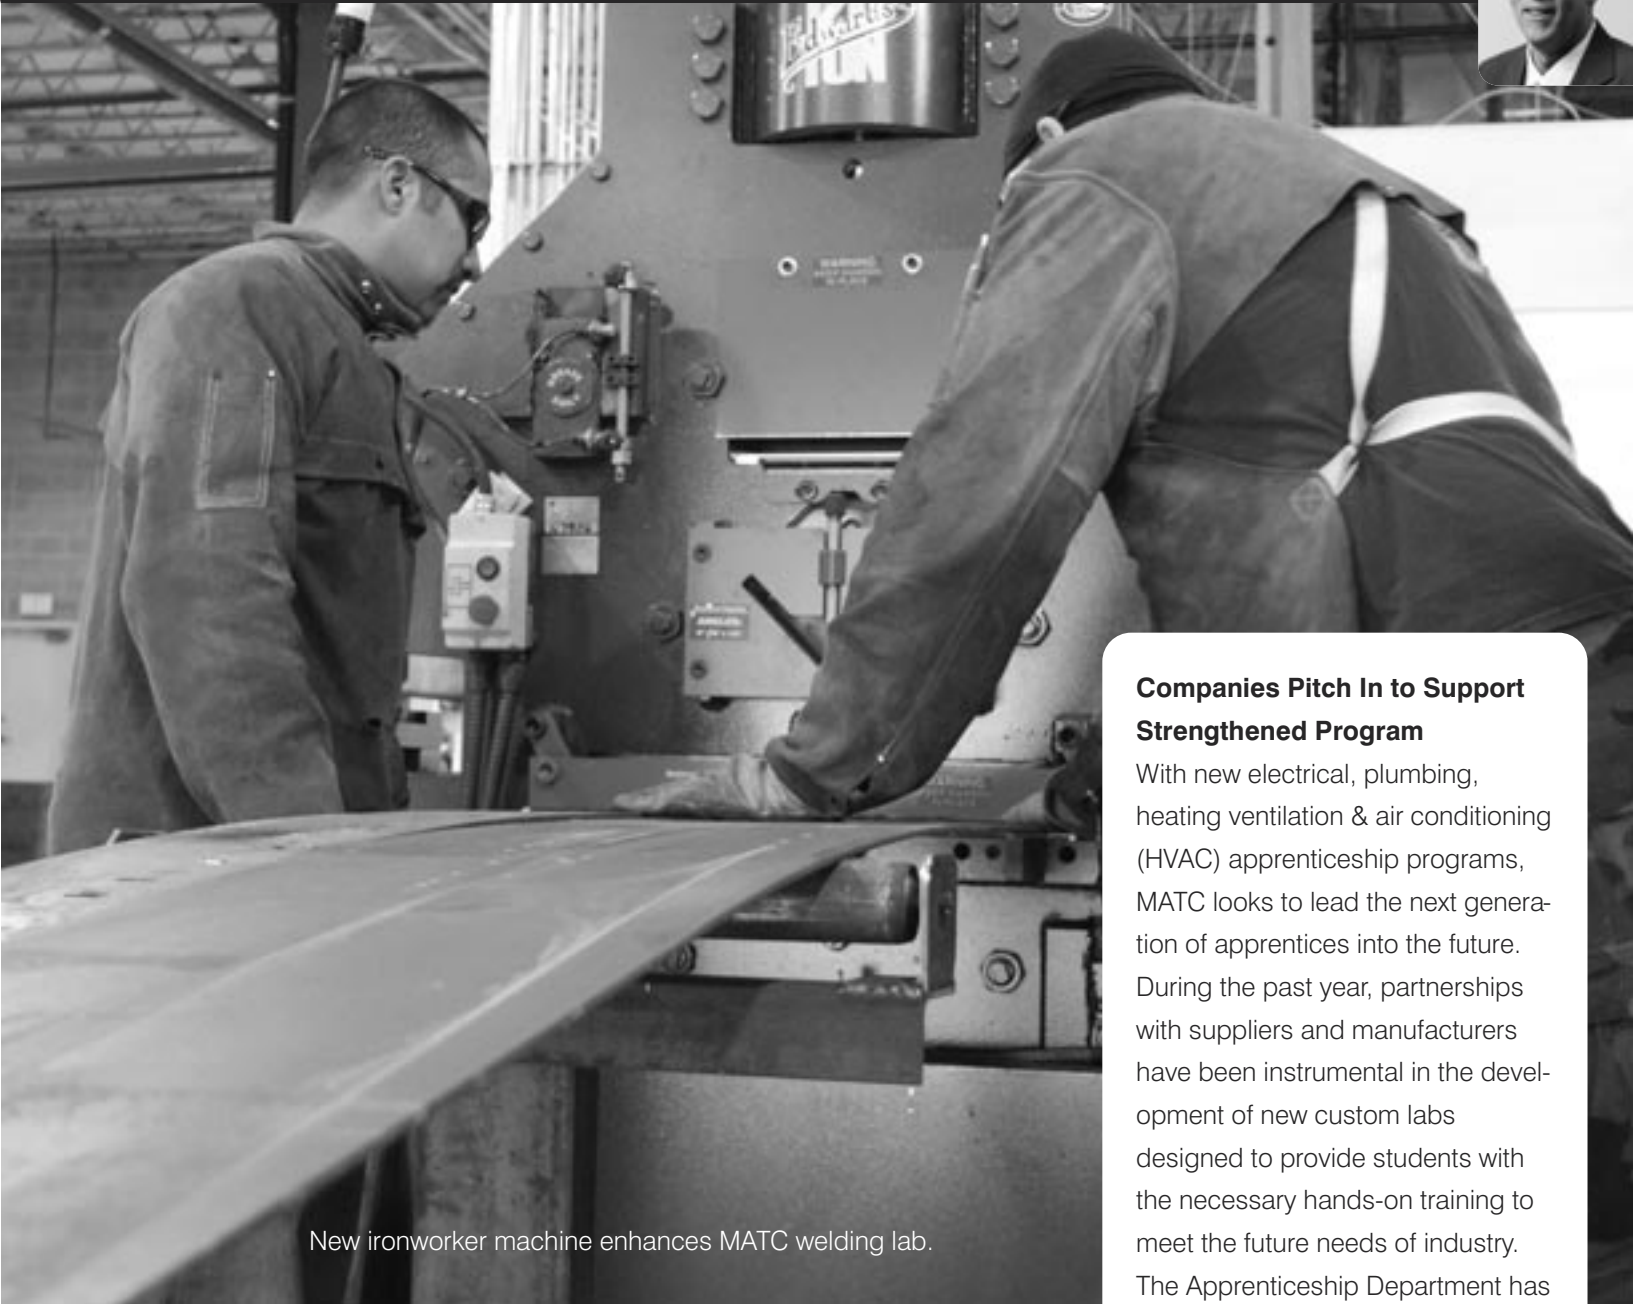 Edwards
TON
WARNING
New ironworker machine enhances MATC welding lab.
Companies Pitch In to Support
Strengthened Program
With new electrical, plumbing,
heating ventilation & air conditioning
(HVAC) apprenticeship programs,
MATC looks to lead the next genera-
tion of apprentices into the future.
During the past year, partnerships
with suppliers and manufacturers
have been instrumental in the devel-
opment of new custom labs
designed to provide students with
the necessary hands-on training to
meet the future needs of industry.
The Apprenticeship Department has